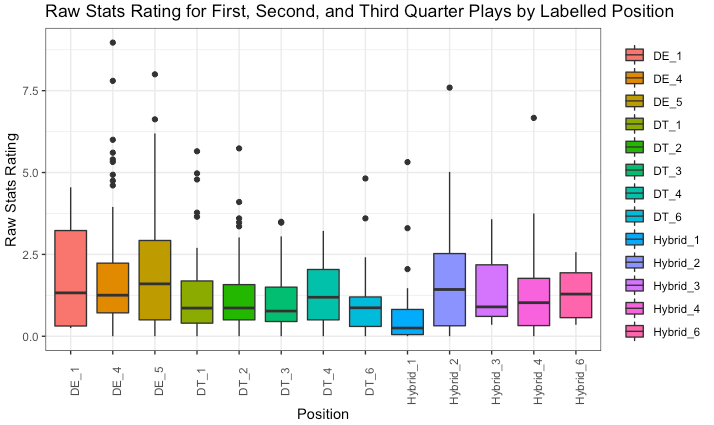 Raw Stats Rating for First, Second, and Third Quarter Plays by Labelled Position
Raw Stats Rating
7.5
5.0
2.5
0.0
DE_1
DE_4
DE_5
DT_1
DT_2
DT_3
DT_4
DT_6
Hybrid_1
Hybrid_2
Hybrid_3
Hybrid_4
Hybrid_6
Position
DE_1
DE_4
DE_5
DT_1
DT_2
DT_3
DT_4
DT_6
Hybrid_1
Hybrid_2
Hybrid_3
Hybrid_4
Hybrid_6